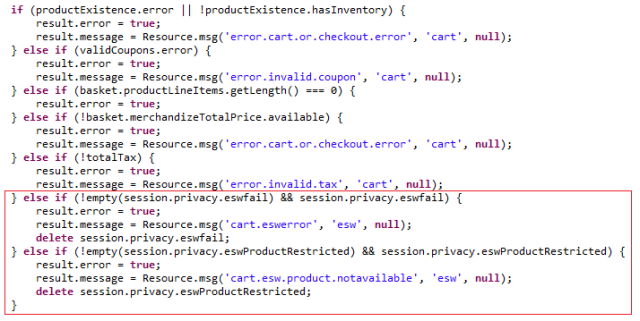 if (productExistence.error || !productExistence.hasInventory) {
    result.error = true;
    result.message = Resource.msg('error.cart.or.checkout.error', 'cart', null);
} else if (validCoupons.error) {
    result.error = true;
    result.message = Resource.msg('error.invalid.coupon', 'cart', null);
} else if (basket.productLineItems.getLength() === 0) {
    result.error = true;
} else if (!basket.merchandizeTotalPrice.available) {
    result.error = true;
    result.message = Resource.msg('error.cart.or.checkout.error', 'cart', null);
} else if (!totalTax) {
    result.error = true;
    result.message = Resource.msg('error.invalid.tax', 'cart', null);
} else if (!empty(session.privacy.eswfail) && session.privacy.eswfail) {
    result.error = true;
    result.message = Resource.msg('cart.eswerror', 'esw', null);
    delete session.privacy.eswfail;
} else if (!empty(session.privacy.eswProductRestricted) && session.privacy.eswProductRestricted) {
    result.error = true;
    result.message = Resource.msg('cart.esw.product.notavailable', 'esw', null);
    delete session.privacy.eswProductRestricted;
}